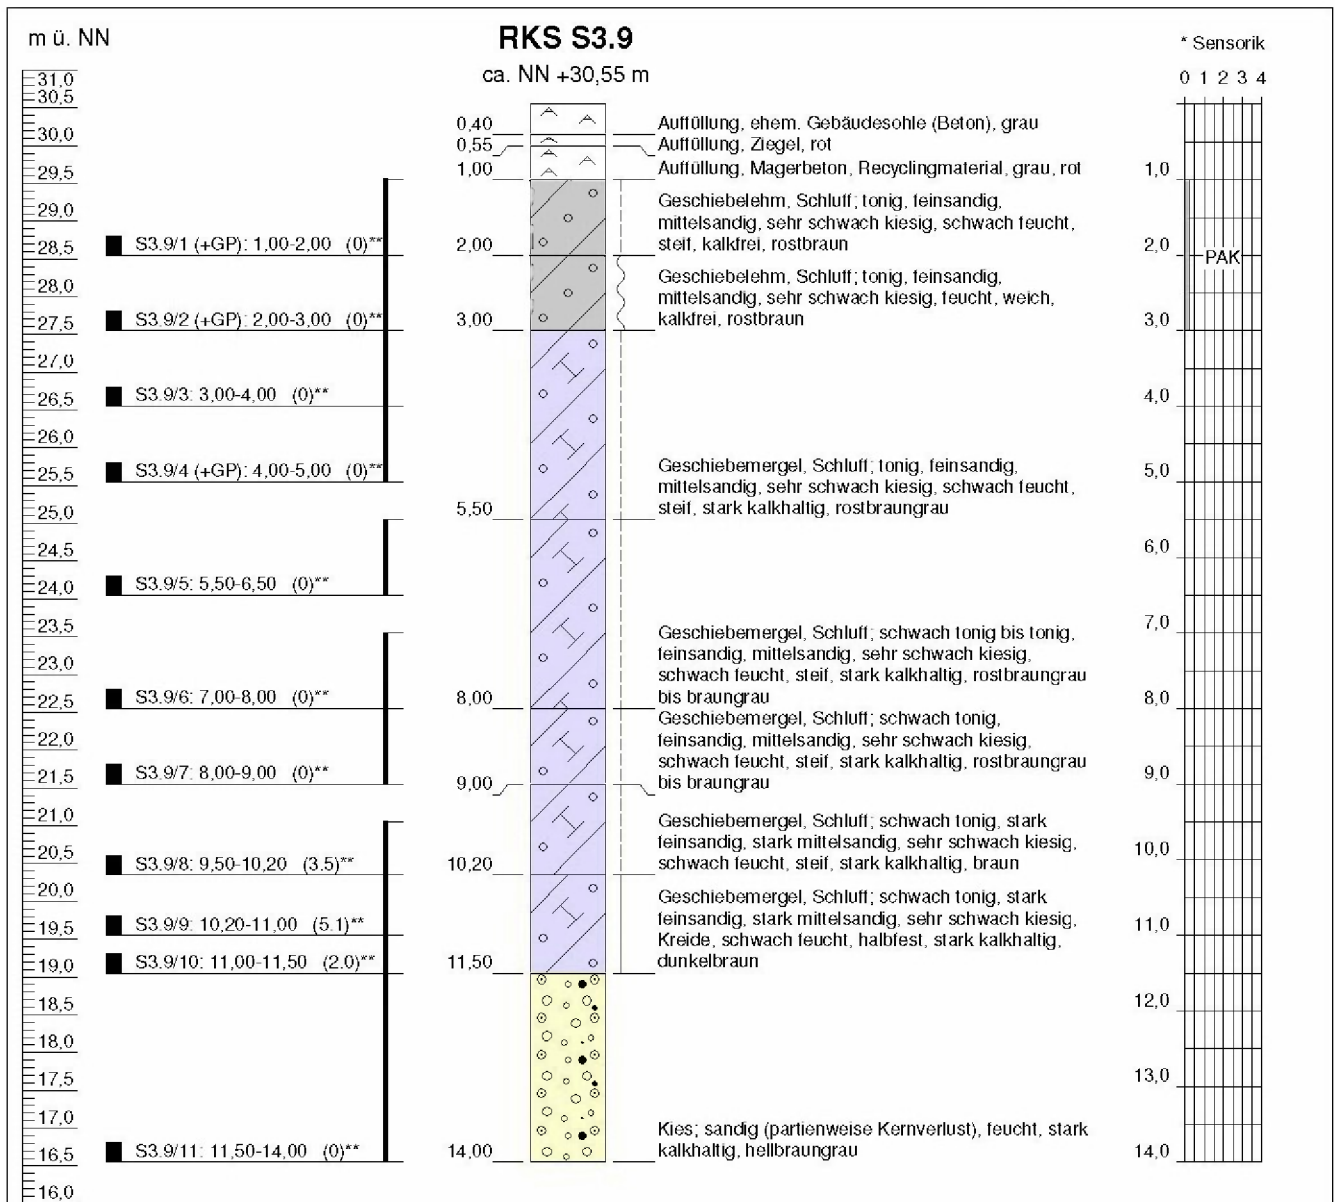 m ü. NN
RKS S3.9
ca. NN +30,55 m
* Sensorik
0 1 2 3 4
31,0
30,5
30,0
29,5
29,0
28,5
28,0
27,5
27,0
26,5
26,0
25,5
25,0
24,5
24,0
23,5
23,0
22,5
22,0
21,5
21,0
20,5
20,0
19,5
19,0
18,5
18,0
17,5
17,0
16,5
16,0
S3.9/1 (+GP): 1,00-2,00 (0)**
S3.9/2 (+GP): 2,00-3,00 (0)**
S3.9/3: 3,00-4,00 (0)**
S3.9/4 (+GP): 4,00-5,00 (0)**
S3.9/5: 5,50-6,50 (0)**
S3.9/6: 7,00-8,00 (0)**
S3.9/7: 8,00-9,00 (0)**
S3.9/8: 9,50-10,20 (3.5)**
S3.9/9: 10,20-11,00 (5.1)**
S3.9/10: 11,00-11,50 (2.0)**
S3.9/11: 11,50-14,00 (0)**
0,40
0,55
1,00
2,00
3,00
5,50
8,00
9,00
10,20
11,50
14,00
Auffüllung, ehem. Gebäudesohle (Beton), grau
Auffüllung, Ziegel, rot
Auffüllung, Magerbeton, Recyclingmaterial, grau, rot
Geschiebelehm, Schluff; tonig, feinsandig,
mittelsandig, sehr schwach kiesig, schwach feucht,
steif, kalkfrei, rostbraun
Geschiebelehm, Schluff; tonig, feinsandig,
mittelsandig, sehr schwach kiesig, feucht, weich,
kalkfrei, rostbraun
Geschiebemergel, Schluff; tonig, feinsandig,
mittelsandig, sehr schwach kiesig, schwach feucht,
steif, stark kalkhaltig, rostbraungrau
Geschiebemergel, Schluff; schwach tonig bis tonig,
feinsandig, mittelsandig, sehr schwach kiesig,
schwach feucht, steif, stark kalkhaltig, rostbraungrau
bis braungrau
Geschiebemergel, Schluff; schwach tonig,
feinsandig, mittelsandig, sehr schwach kiesig,
schwach feucht, steif, stark kalkhaltig, rostbraungrau
bis braungrau
Geschiebemergel, Schluff; schwach tonig, stark
feinsandig, stark mittelsandig, sehr schwach kiesig,
schwach feucht, steif, stark kalkhaltig, braun
Geschiebemergel, Schluff; schwach tonig, stark
feinsandig, stark mittelsandig, sehr schwach kiesig,
Kreide, schwach feucht, halbfest, stark kalkhaltig,
dunkelbraun
Kies; sandig (partienweise Kernverlust), feucht, stark
kalkhaltig, hellbraungrau
1,0
2,0
PAK
3,0
4,0
5,0
6,0
7,0
8,0
9,0
10,0
11,0
12,0
13,0
14,0